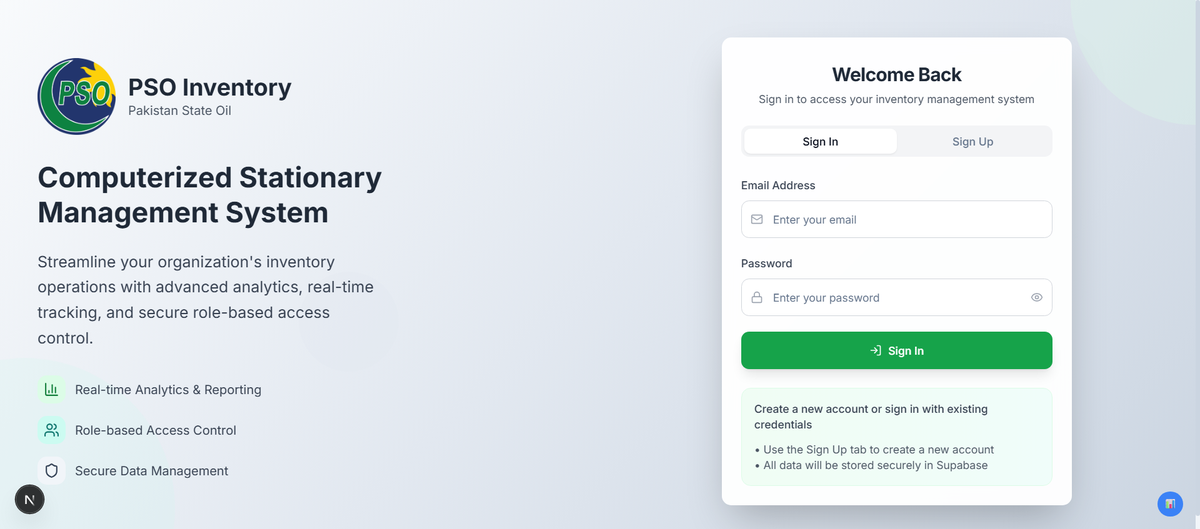 PSO
PSO Inventory
Pakistan State Oil
Computerized Stationary
Management System
Streamline your organization's inventory
operations with advanced analytics, real-time
tracking, and secure role-based access
control.
Real-time Analytics & Reporting
Role-based Access Control
Secure Data Management
N
Welcome Back
Sign in to access your inventory management system
Sign In
Sign Up
Email Address
Enter your email
Password
Enter your password
Sign In
Create a new account or sign in with existing
credentials
• Use the Sign Up tab to create a new account
• All data will be stored securely in Supabase